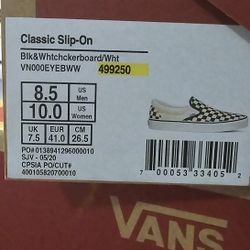 Classic Slip-On
Blk&Whtchckerboard/Wht
VN000EYEBWW 499250
8.5 US Men
10.0 US Women
UK 7.5 EUR 41.0 CM 26.5
PO# 0138941296000010
SJV - 05/20
CPSIA PO/CUT#
400105820700010
7 00053 33405 2
VANS